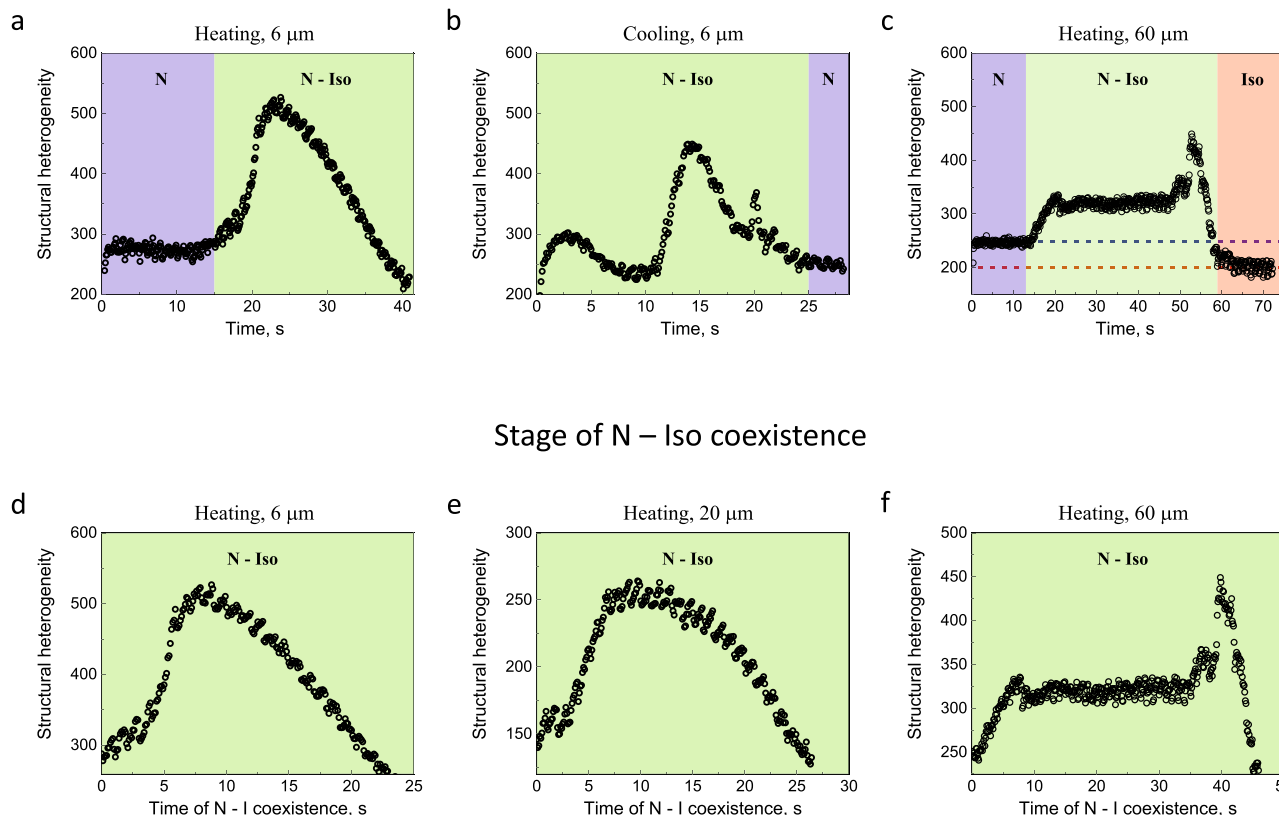 a
Heating, 6 μm
N
N - Iso
Structural heterogeneity
600
500
400
300
200
0
10
20
30
40
Time, s
b
Cooling, 6 μm
N - Iso
N
Structural heterogeneity
600
500
400
300
200
0
5
10
15
20
25
Time, s
c
Heating, 60 μm
N
N - Iso
Iso
Structural heterogeneity
600
500
400
300
200
0
10
20
30
40
50
60
70
Time, s
Stage of N – Iso coexistence
d
Heating, 6 μm
N - Iso
Structural heterogeneity
600
500
400
300
0
5
10
15
20
25
Time of N - I coexistence, s
e
Heating, 20 μm
N - Iso
Structural heterogeneity
300
250
200
150
0
5
10
15
20
25
30
Time of N - I coexistence, s
f
Heating, 60 μm
N - Iso
Structural heterogeneity
500
450
400
350
300
250
0
10
20
30
40
Time of N - I coexistence, s